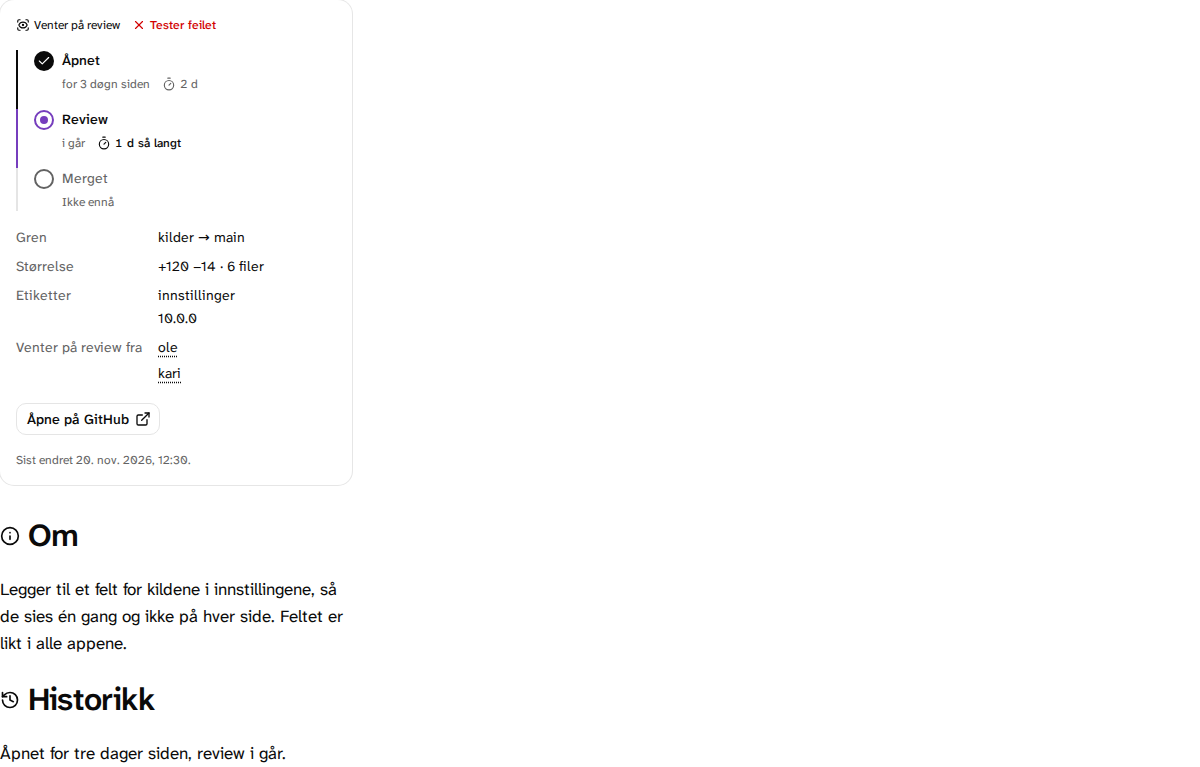 Venter på review Tester feilet
Åpnet
for 3 døgn siden 2 d
Review
i går 1 d så langt
Merget
Ikke ennå
Gren kilder → main
Størrelse +120 −14 · 6 filer
Etiketter innstillinger
10.0.0
Venter på review fra ole
kari
Åpne på GitHub
Sist endret 20. nov. 2026, 12:30.
Om
Legger til et felt for kildene i innstillingene, så
de sies én gang og ikke på hver side. Feltet er
likt i alle appene.
Historikk
Åpnet for tre dager siden, review i går.